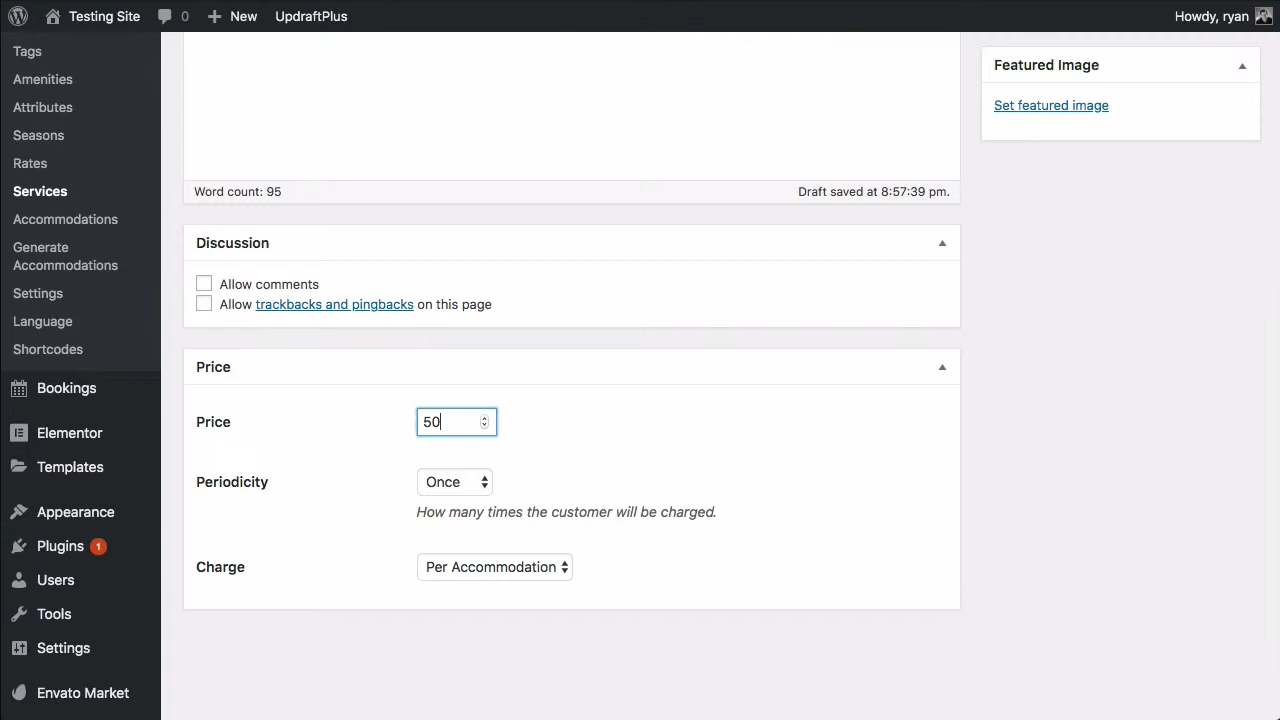 Testing Site
0
New
UpdraftPlus
Howdy, ryan
Tags
Amenities
Attributes
Seasons
Rates
Services
Accommodations
Generate
Accommodations
Settings
Language
Shortcodes
Bookings
Elementor
Templates
Appearance
Plugins 1
Users
Tools
Settings
Envato Market
Word count: 95
Draft saved at 8:57:39 pm.
Discussion
Allow comments
Allow trackbacks and pingbacks on this page
Price
Price
50
Periodicity
Once
How many times the customer will be charged.
Charge
Per Accommodation
Featured Image
Set featured image